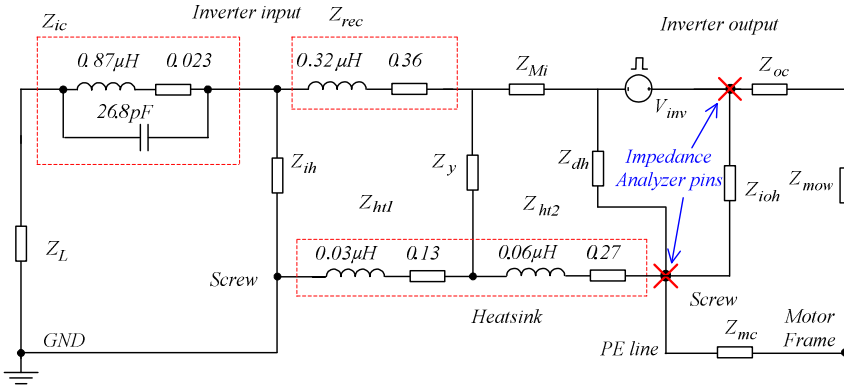 Inverter input
Inverter output
Z_ic
Z_rec
0.87µH
0.023
0.32 µH
0.36
26.8pF
Z_Mi
V_inv
Z_oc
Z_ih
Z_y
Z_dh
Impedance
Analyzer pins
Z_ioh
Z_mow
Z_ht1
Z_ht2
Z_L
0.03µH
0.13
0.06µH
0.27
Screw
Screw
Heatsink
GND
PE line
Z_mc
Motor
Frame